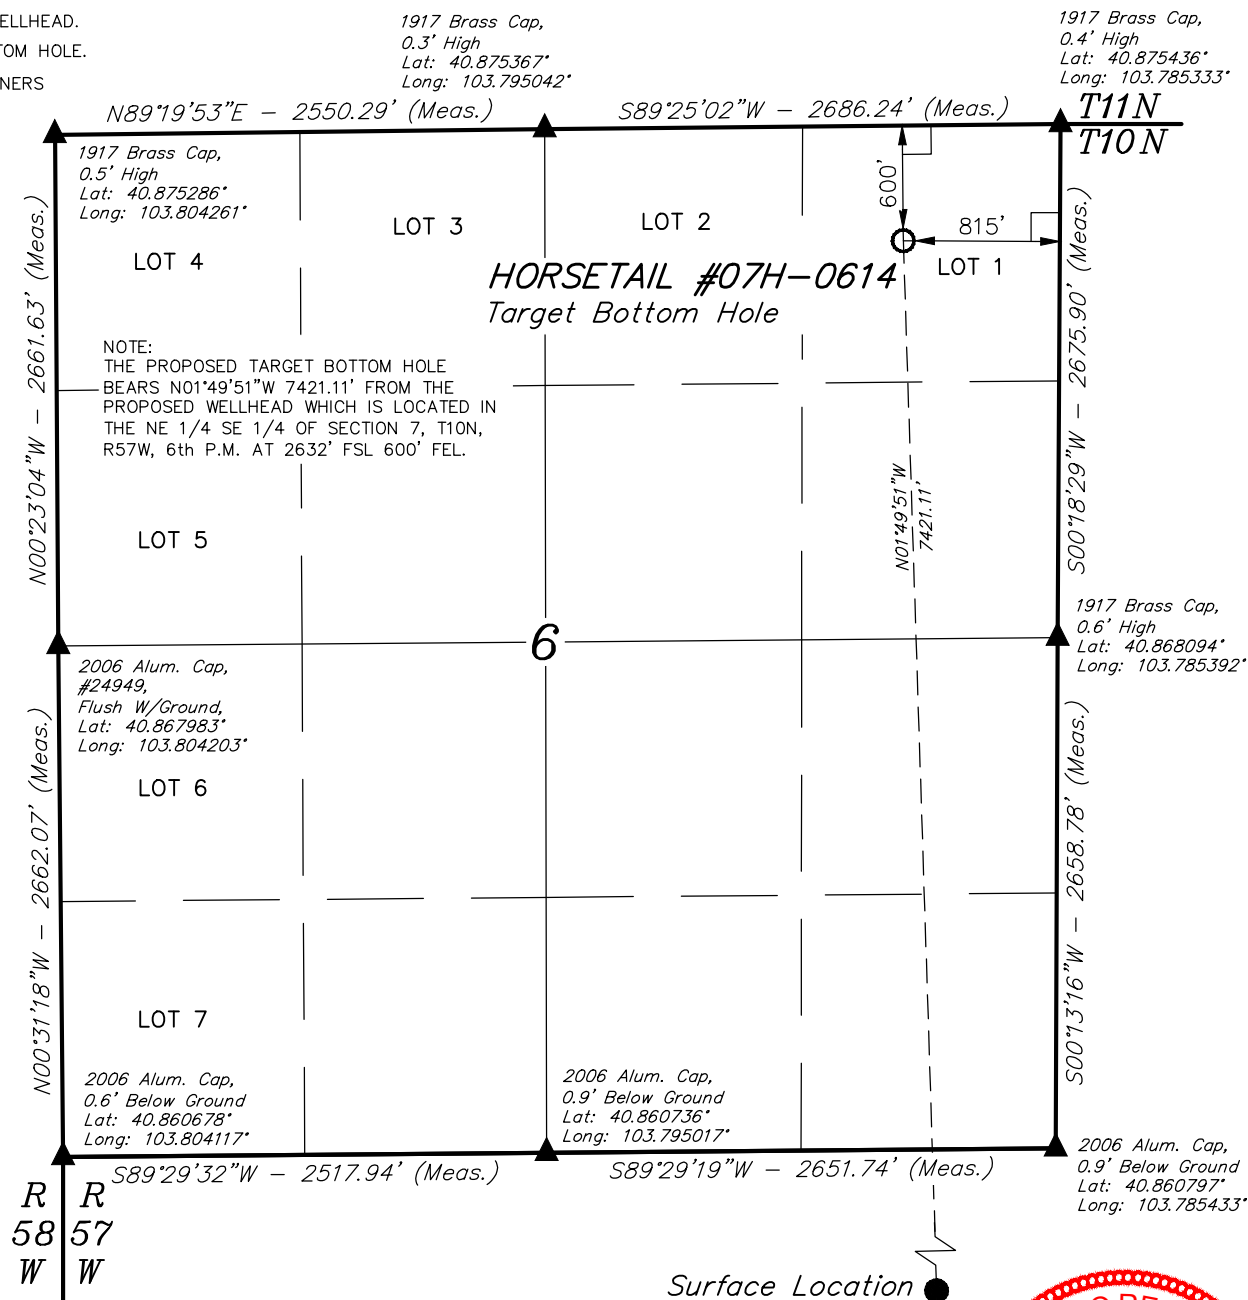 ELLHEAD.
TOM HOLE.
NERS
1917 Brass Cap,
0.3' High
Lat: 40.875367°
Long: 103.795042°
1917 Brass Cap,
0.4' High
Lat: 40.875436°
Long: 103.785333°
N89°19'53"E – 2550.29' (Meas.)
S89°25'02"W – 2686.24' (Meas.)
T11N
T10N
1917 Brass Cap,
0.5' High
Lat: 40.875286°
Long: 103.804261°
LOT 4
LOT 3
LOT 2
600'
815'
LOT 1
HORSETAIL #07H-0614
Target Bottom Hole
N00°23'04"W – 2661.63' (Meas.)
S00°18'29"W – 2675.90' (Meas.)
NOTE:
THE PROPOSED TARGET BOTTOM HOLE
BEARS N01°49'51"W 7421.11' FROM THE
PROPOSED WELLHEAD WHICH IS LOCATED IN
THE NE 1/4 SE 1/4 OF SECTION 7, T10N,
R57W, 6th P.M. AT 2632' FSL 600' FEL.
N01°49'51"W
7421.11'
LOT 5
6
1917 Brass Cap,
0.6' High
Lat: 40.868094°
Long: 103.785392°
2006 Alum. Cap,
#24949,
Flush W/Ground,
Lat: 40.867983°
Long: 103.804203°
LOT 6
N00°31'18"W – 2662.07' (Meas.)
S00°13'16"W – 2658.78' (Meas.)
LOT 7
2006 Alum. Cap,
0.6' Below Ground
Lat: 40.860678°
Long: 103.804117°
2006 Alum. Cap,
0.9' Below Ground
Lat: 40.860736°
Long: 103.795017°
2006 Alum. Cap,
0.9' Below Ground
Lat: 40.860797°
Long: 103.785433°
S89°29'32"W – 2517.94' (Meas.)
S89°29'19"W – 2651.74' (Meas.)
R R
58 57
W W
Surface Location